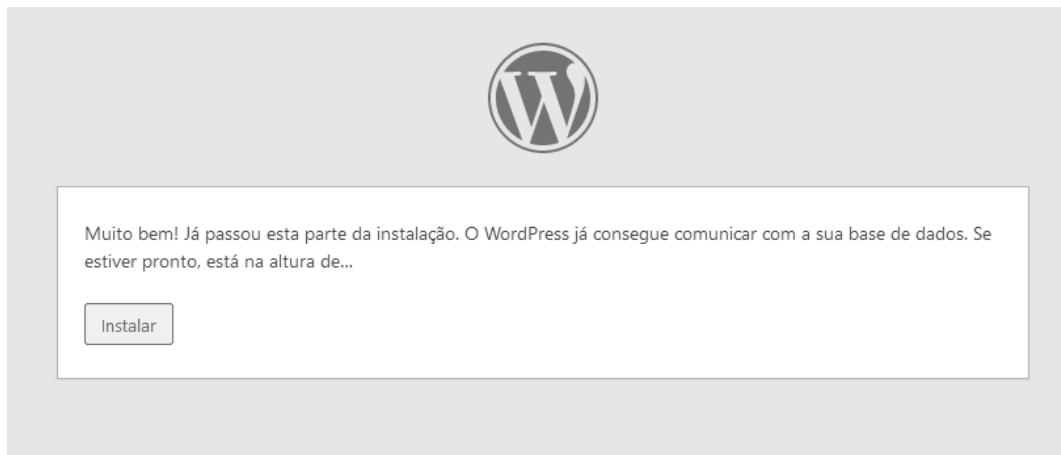 Muito bem! Já passou esta parte da instalação. O WordPress já consegue comunicar com a sua base de dados. Se
estiver pronto, está na altura de...
Instalar